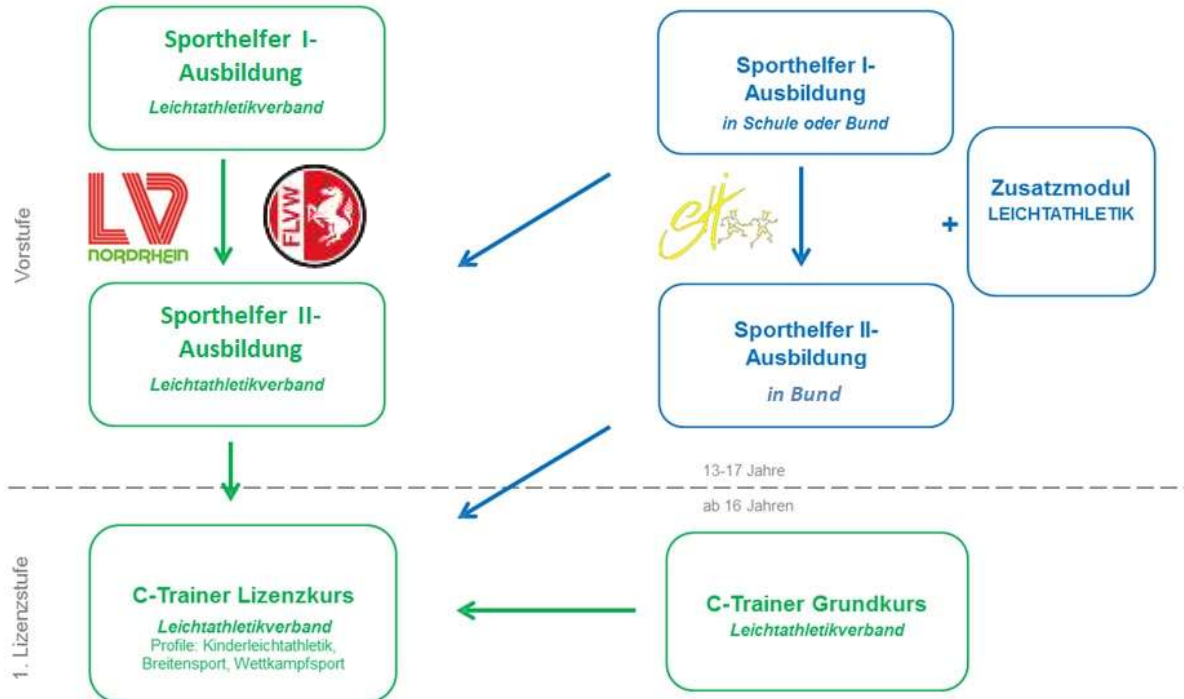 Sporthelfer I-
Ausbildung
Leichtathletikverband
Sporthelfer I-
Ausbildung
in Schule oder Bund
Zusatzmodul
LEICHTATHLETIK
+
LV
NORDRHEIN
FLVW
SH
Vorstufe
Sporthelfer II-
Ausbildung
Leichtathletikverband
Sporthelfer II-
Ausbildung
in Bund
13-17 Jahre
ab 16 Jahren
1. Lizenzstufe
C-Trainer Lizenzkurs
Leichtathletikverband
Profile: Kinderleichtathletik,
Breitensport, Wettkampfsport
C-Trainer Grundkurs
Leichtathletikverband